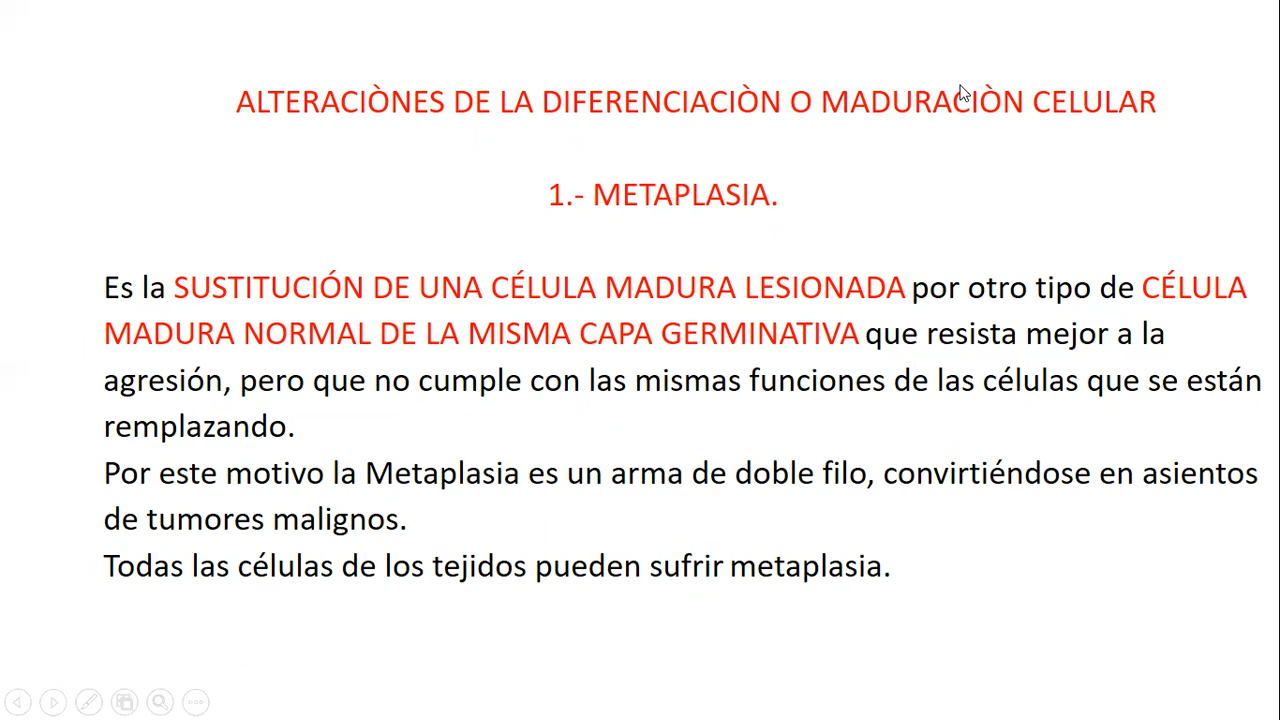 ALTERACIÒNES DE LA DIFERENCIACIÒN O MADURACIÒN CELULAR
1.- METAPLASIA.
Es la SUSTITUCIÓN DE UNA CÉLULA MADURA LESIONADA por otro tipo de CÉLULA
MADURA NORMAL DE LA MISMA CAPA GERMINATIVA que resista mejor a la
agresión, pero que no cumple con las mismas funciones de las células que se están
remplazando.
Por este motivo la Metaplasia es un arma de doble filo, convirtiéndose en asientos
de tumores malignos.
Todas las células de los tejidos pueden sufrir metaplasia.